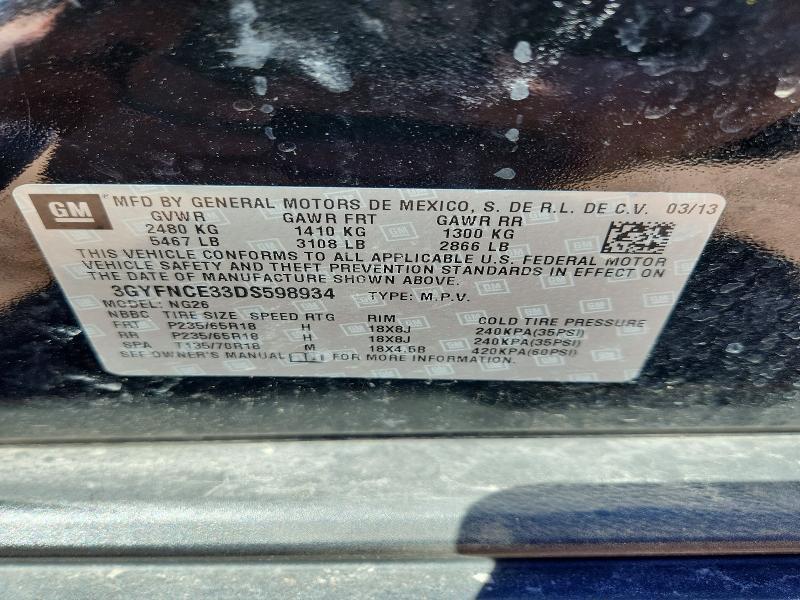 GM MFD BY GENERAL MOTORS DE MEXICO, S. DE R.L. DE C.V. 03/13
GVWR GAWR FRT GAWR RR
2480 KG 1410 KG 1300 KG
5467 LB 3108 LB 2866 LB
THIS VEHICLE CONFORMS TO ALL APPLICABLE U.S. FEDERAL MOTOR
VEHICLE SAFETY AND THEFT PREVENTION STANDARDS IN EFFECT ON
THE DATE OF MANUFACTURE SHOWN ABOVE.
3GYFNCE33DS598934 TYPE: M.P.V.
MODEL: NG26
NBBC TIRE SIZE SPEED RTG RIM COLD TIRE PRESSURE
FRT P235/65R18 H 18X8J 240KPA(35PSI)
RR P235/65R18 H 18X8J 240KPA(35PSI)
SPA T135/70R18 M 18X4.5B 420KPA(60PSI)
SEE OWNER'S MANUAL FOR MORE INFORMATION.